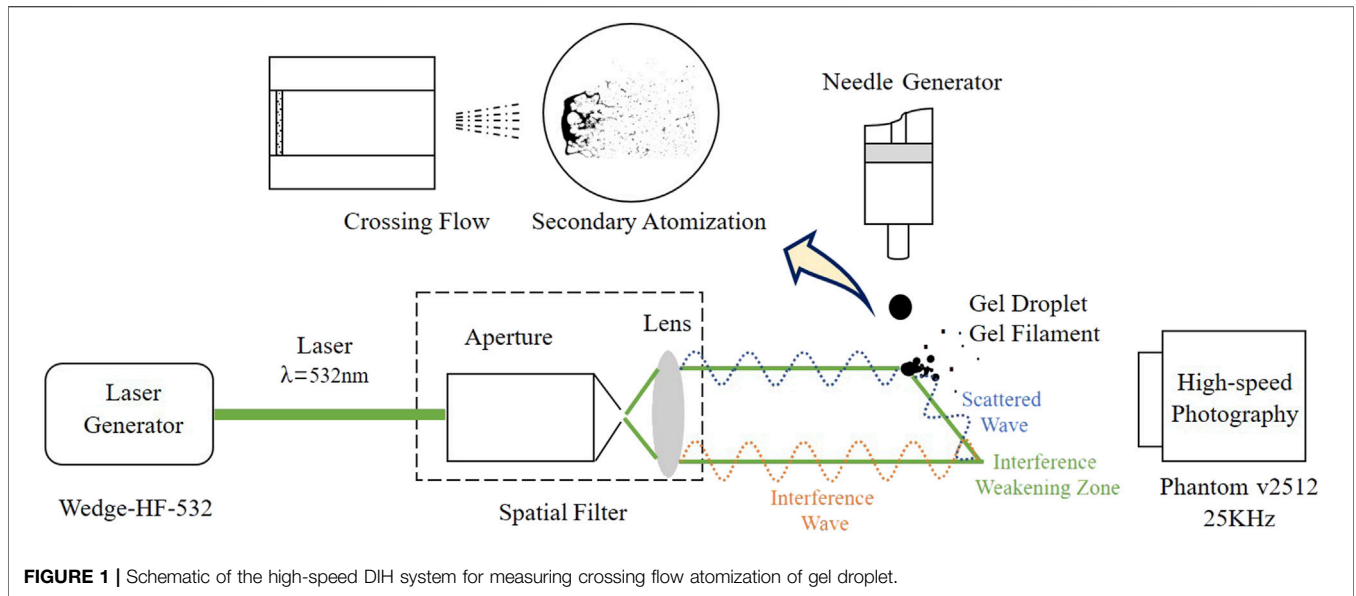 Needle Generator
Crossing Flow
Secondary Atomization
Gel Droplet
Gel Filament
Lens
Aperture
Laser
λ=532nm
Laser
Generator
High-speed
Photography
Scattered
Wave
Interference
Weakening Zone
Interference
Wave
Wedge-HF-532
Spatial Filter
Phantom v2512
25KHz
FIGURE 1 | Schematic of the high-speed DIH system for measuring crossing flow atomization of gel droplet.